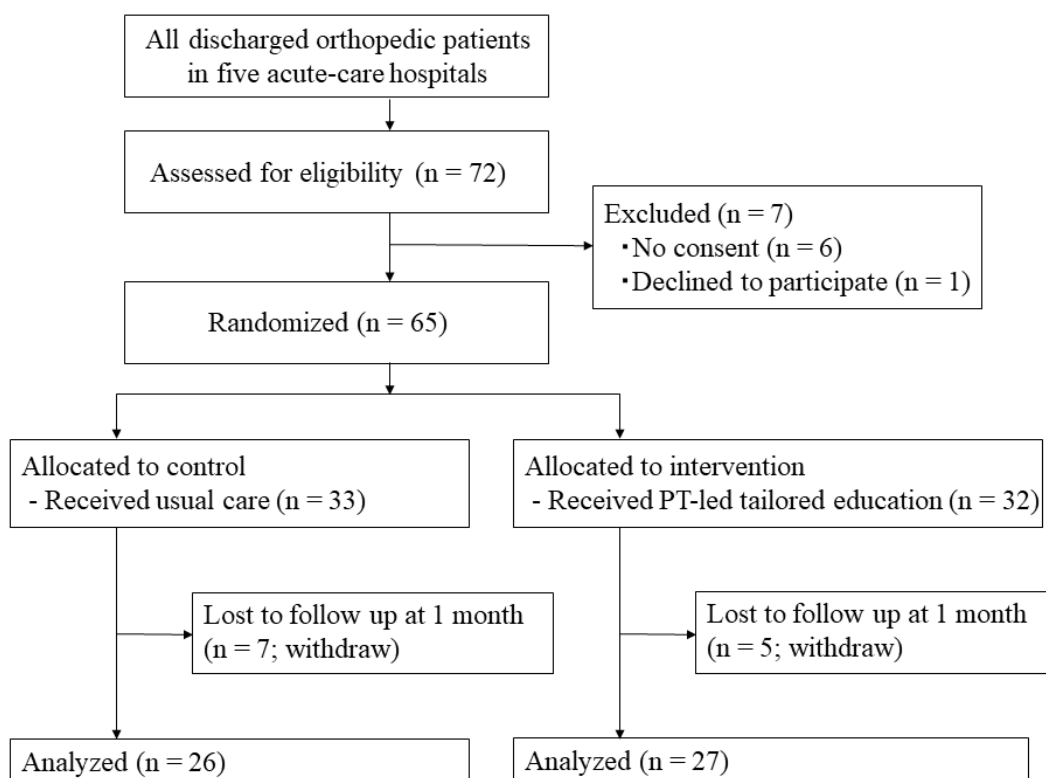 All discharged orthopedic patients
in five acute-care hospitals
Assessed for eligibility (n = 72)
Excluded (n = 7)
・No consent (n = 6)
・Declined to participate (n = 1)
Randomized (n = 65)
Allocated to control
- Received usual care (n = 33)
Allocated to intervention
- Received PT-led tailored education (n = 32)
Lost to follow up at 1 month
(n = 7; withdraw)
Lost to follow up at 1 month
(n = 5; withdraw)
Analyzed (n = 26)
Analyzed (n = 27)